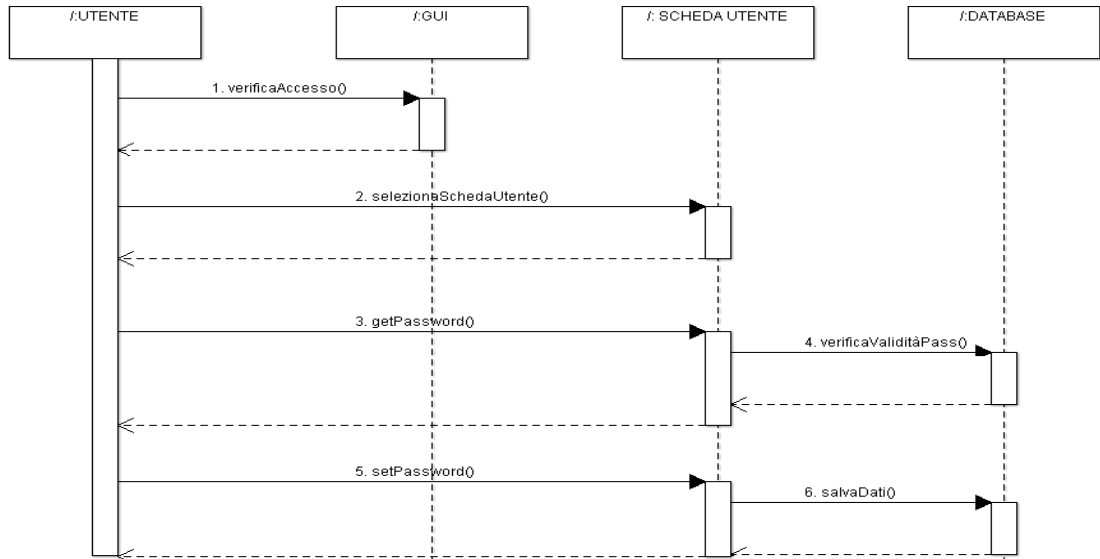 /:UTENTE
/:GUI
/: SCHEDA UTENTE
/:DATABASE
1. verificaAccesso()
2. selezionaSchedaUtente()
3. getPassword()
4. verificaValiditàPass()
5. setPassword()
6. salvaDati()